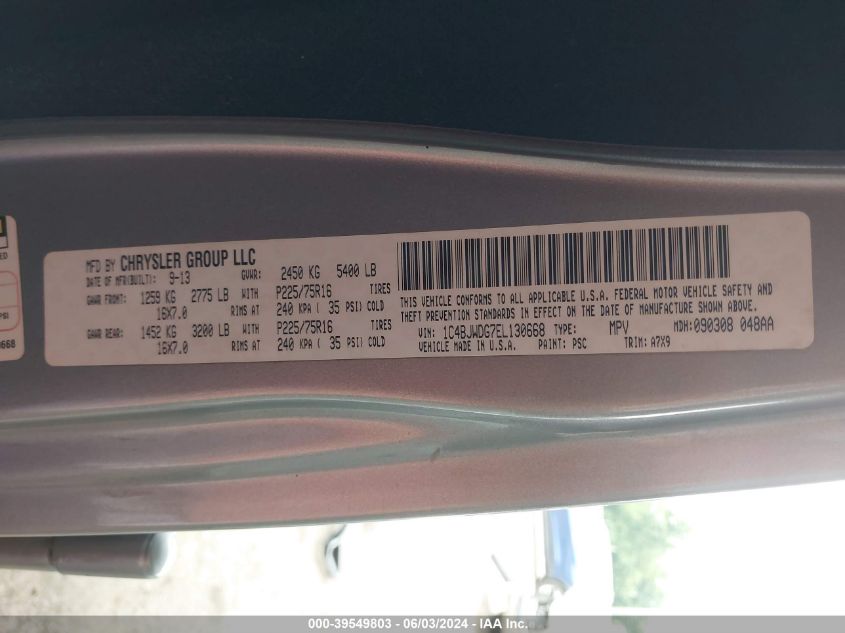 MFD BY CHRYSLER GROUP LLC
DATE OF MFR(BUILT): 9-13 GVWR: 2450 KG 5400 LB
GAWR FRONT: 1259 KG 2775 LB WITH P225/75R16 TIRES
16X7.0 RIMS AT 240 KPA ( 35 PSI) COLD
GAWR REAR: 1452 KG 3200 LB WITH P225/75R16 TIRES
16X7.0 RIMS AT 240 KPA ( 35 PSI) COLD
THIS VEHICLE CONFORMS TO ALL APPLICABLE U.S.A. FEDERAL MOTOR VEHICLE SAFETY AND
THEFT PREVENTION STANDARDS IN EFFECT ON THE DATE OF MANUFACTURE SHOWN ABOVE.
VIN: 1C4BJWDG7EL130668 TYPE: MPV MDH: 090308 048AA
VEHICLE MADE IN U.S.A. PAINT: PSC TRIM: A7X9
PSI
0668
000-39549803 - 06/03/2024 - IAA Inc.